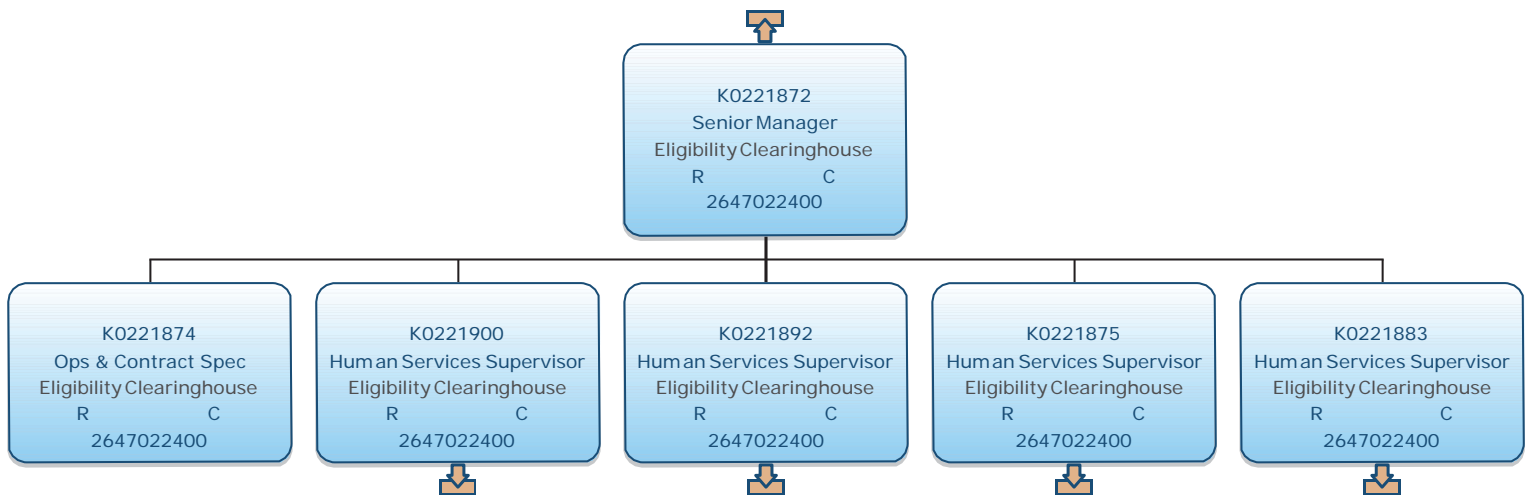 K0221872
Senior Manager
Eligibility Clearinghouse
R C
2647022400
K0221874
Ops & Contract Spec
Eligibility Clearinghouse
R C
2647022400
K0221900
Human Services Supervisor
Eligibility Clearinghouse
R C
2647022400
K0221892
Human Services Supervisor
Eligibility Clearinghouse
R C
2647022400
K0221875
Human Services Supervisor
Eligibility Clearinghouse
R C
2647022400
K0221883
Human Services Supervisor
Eligibility Clearinghouse
R C
2647022400